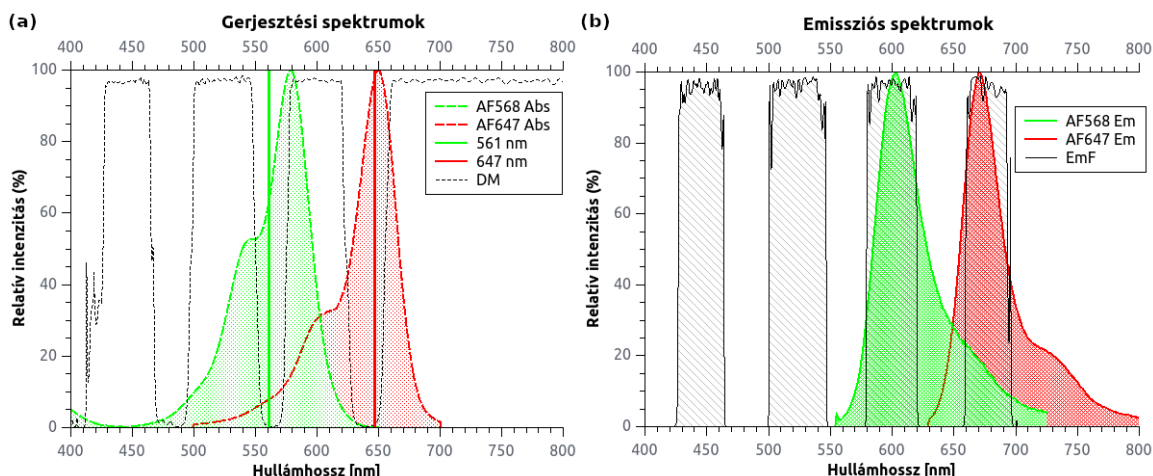 (a)
Gerjesztési spektrumok
400 450 500 550 600 650 700 750 800
100
80
60
40
20
0
Relatív intenzitás (%)
AF568 Abs
AF647 Abs
561 nm
647 nm
DM
400 450 500 550 600 650 700 750 800
Hullámhossz [nm]
(b)
Emissziós spektrumok
400 450 500 550 600 650 700 750 800
100
80
60
40
20
0
Relatív intenzitás (%)
AF568 Em
AF647 Em
EmF
400 450 500 550 600 650 700 750 800
Hullámhossz [nm]